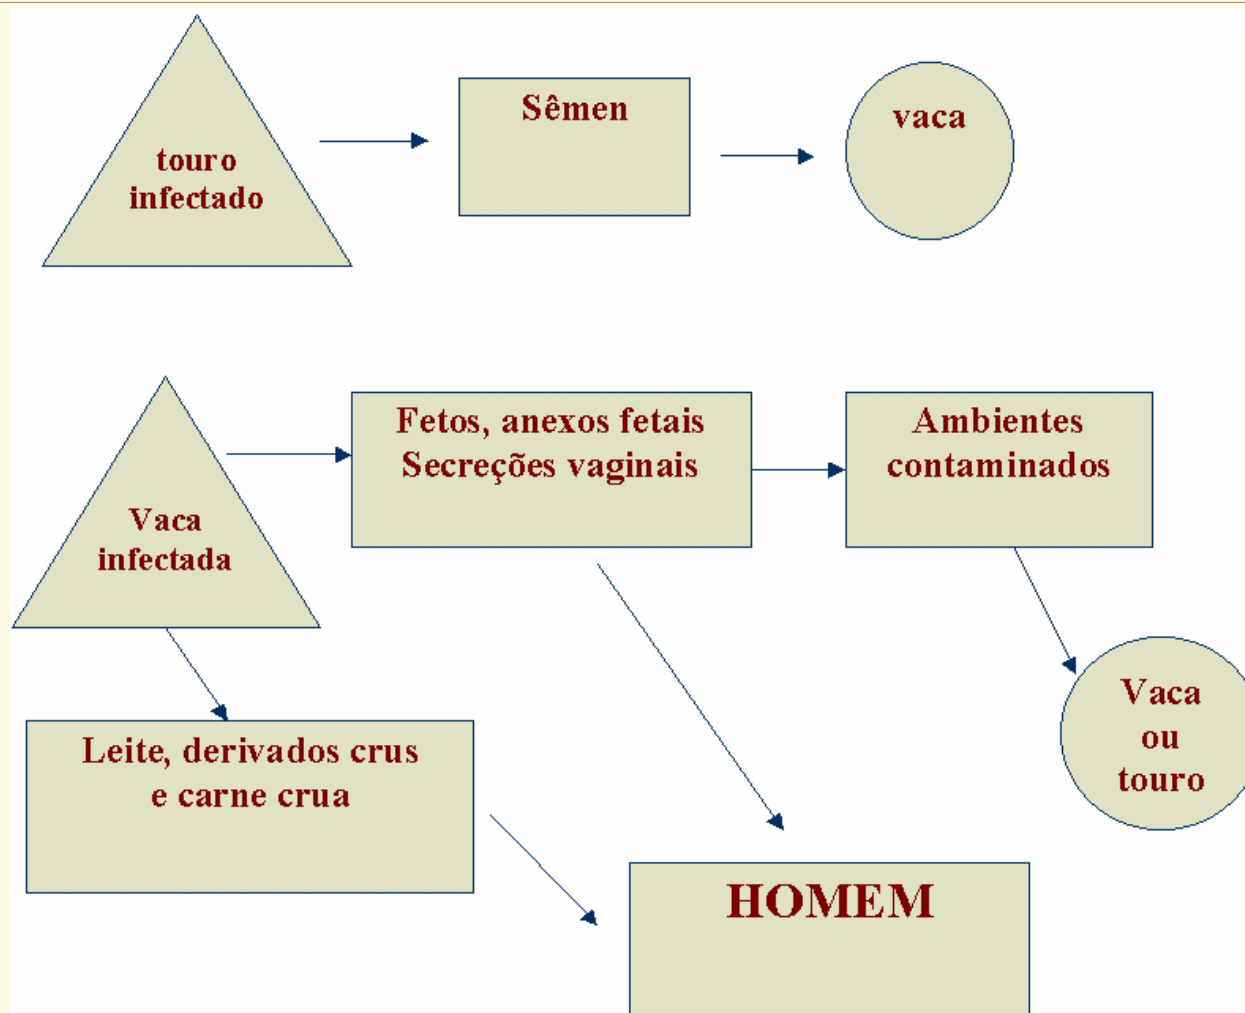 touro
infectado
Sêmen
vaca
Vaca
infectada
Fetos, anexos fetais
Secreções vaginais
Ambientes
contaminados
Leite, derivados crus
e carne crua
Vaca
ou
touro
HOMEM